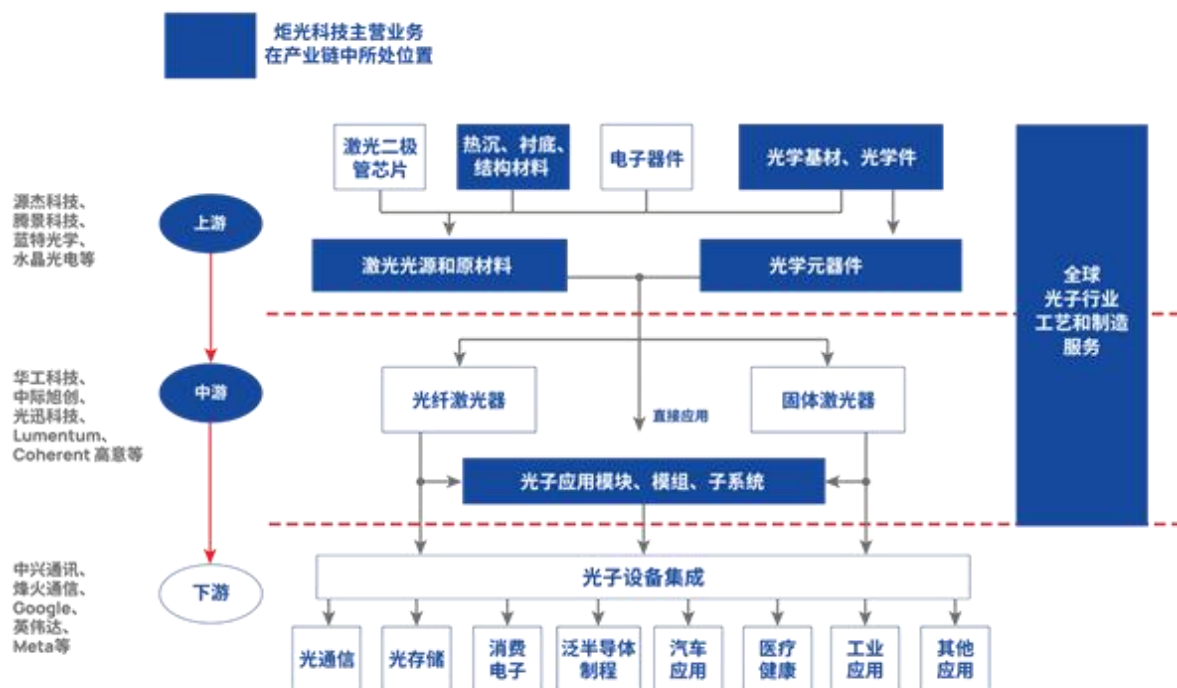 炬光科技主营业务
在产业链中所处位置
激光二极
管芯片
热沉、衬底、
结构材料
电子器件
光学基材、光学件
源杰科技、
腾景科技、
蓝特光学、
水晶光电等
上游
激光光源和原材料
光学元器件
全球
光子行业
工艺和制造
服务
华工科技、
中际旭创、
光迅科技、
Lumentum、
Coherent 高意等
中游
光纤激光器
直接应用
固体激光器
光子应用模块、模组、子系统
中兴通讯、
烽火通信、
Google、
英伟达、
Meta等
下游
光子设备集成
光通信
光存储
消费
电子
泛半导体
制程
汽车
应用
医疗
健康
工业
应用
其他
应用